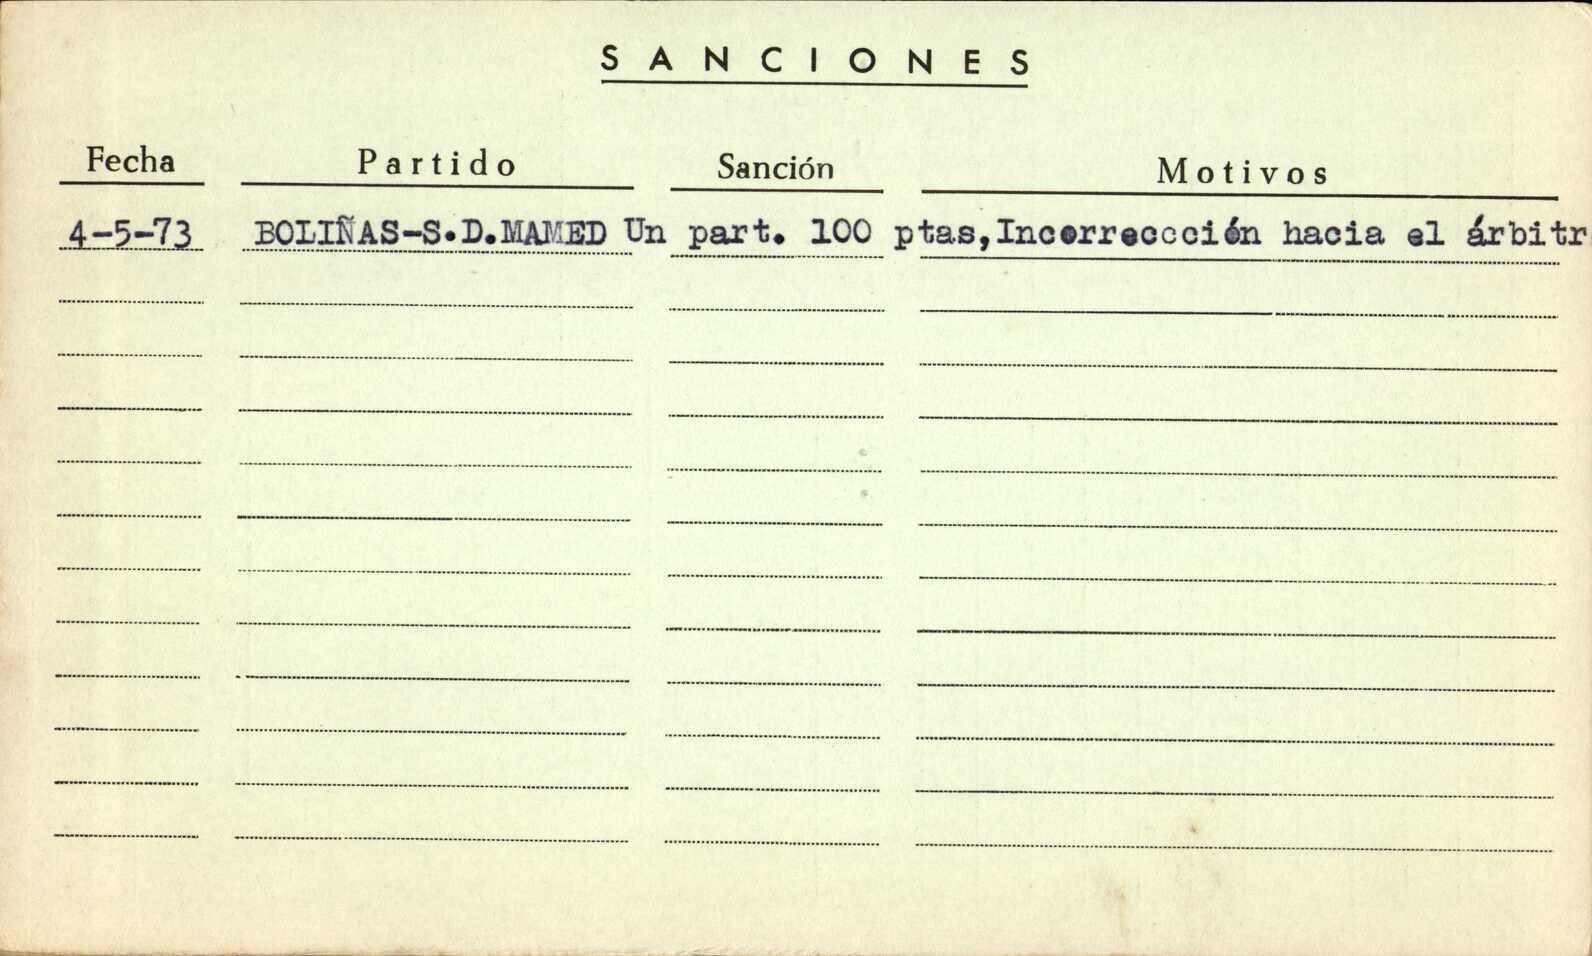 SANCIONES
Fecha Partido Sanción Motivos
4-5-73 BOLIÑAS-S.D.MAMED Un part. 100 ptas,Incorreccción hacia el árbitr